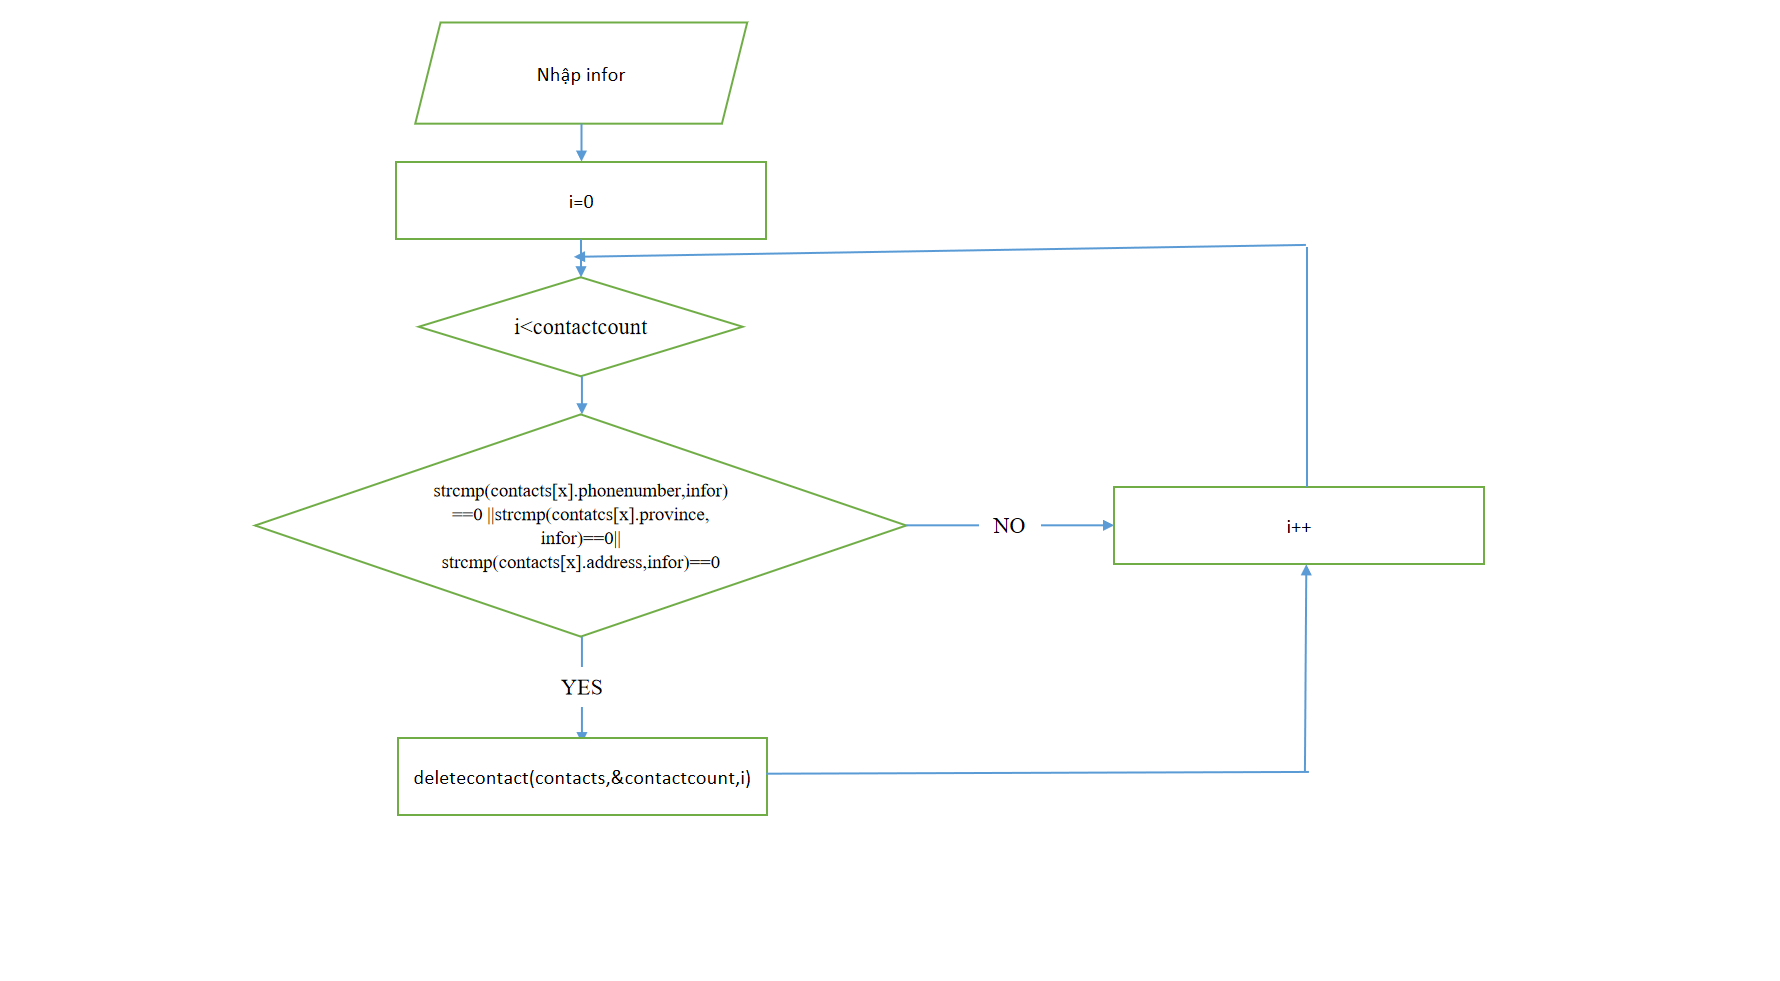 Nhập infor
i=0
i<contactcount
strcmp(contacts[x].phonenumber,infor)
==0 ||strcmp(contatcs[x].province,
infor)==0||
strcmp(contacts[x].address,infor)==0
NO
i++
YES
deletecontact(contacts,&contactcount,i)